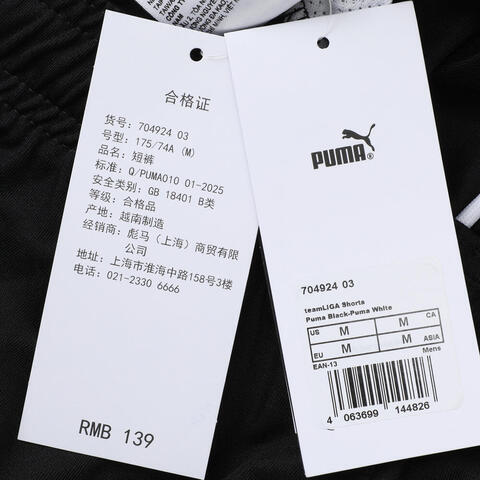 合格证
货号: 704924 03
号型: 175/74A (M)
品名: 短裤
标准: Q/PUMA010 01-2025
安全类别: GB 18401 B类
等级: 合格品
产地: 越南制造
经销商: 彪马(上海)商贸有限
公司
地址: 上海市淮海中路158号3楼
电话: 021-2330 6666
RMB 139
PUMA
704924 03
teamLIGA Shorts
Puma Black-Puma White
US M M CA
EU M M ASIA
EAN-13 Mens
4 063699 144826